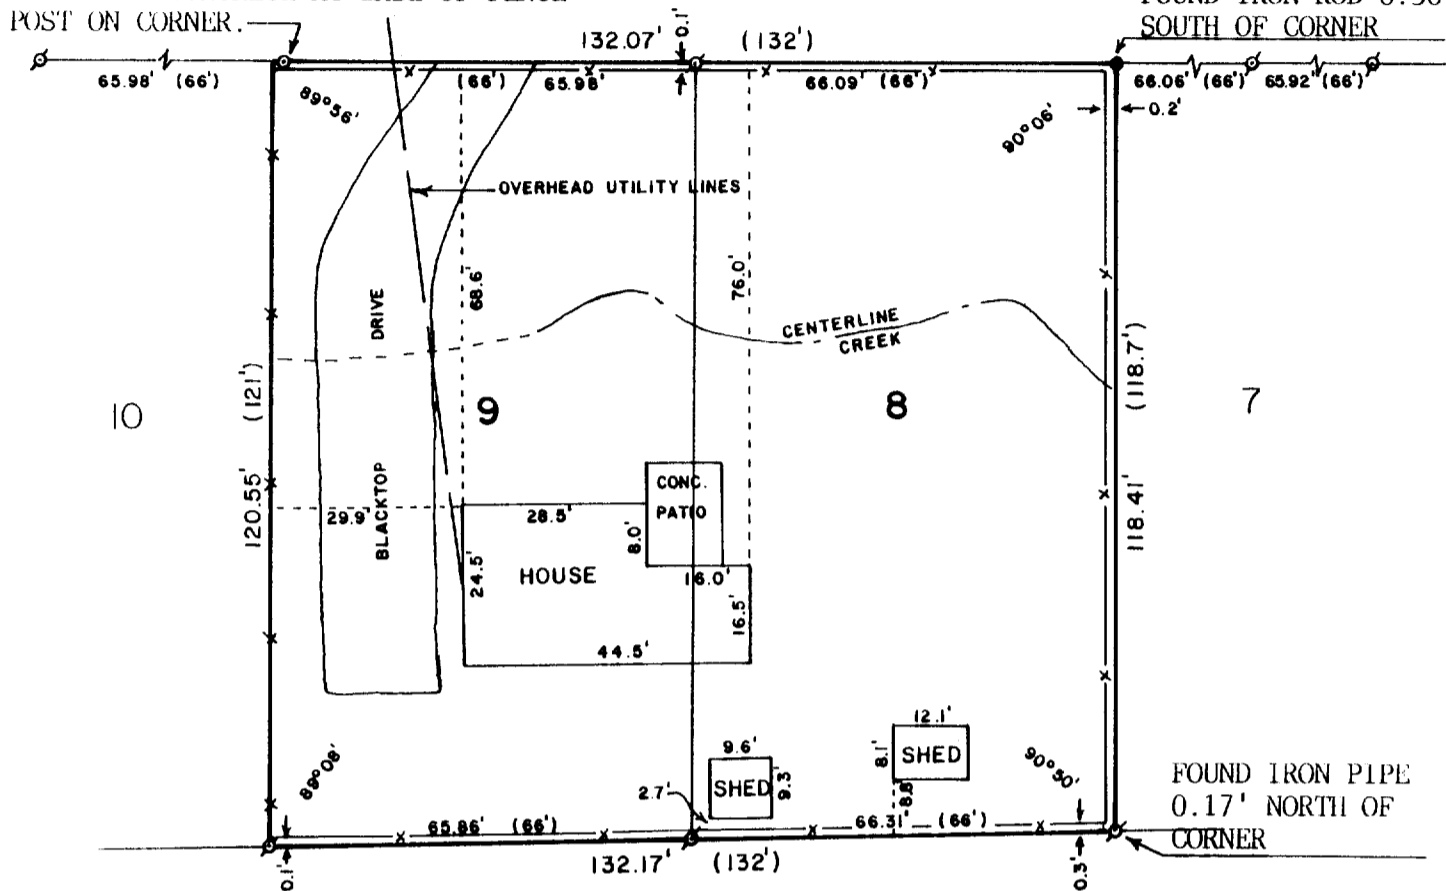 POST ON CORNER.
SOUTH OF CORNER
132.07' (132')
0.1'
65.98' (66')
(66') 65.98'
66.09' (66')
66.06' (66') 65.92' (66')
0.2'
89°56'
90°06'
OVERHEAD UTILITY LINES
DRIVE
68.6'
76.0'
CENTERLINE
CREEK
(121')
120.55'
(118.7')
118.41'
10
9
8
7
BLACKTOP
29.9'
28.5'
CONC.
PATIO
8.0'
24.5'
HOUSE
16.0'
16.5'
44.5'
12.1'
8.1'
SHED
8.8'
9.6'
SHED
9.3'
2.7'
89°08'
90°50'
FOUND IRON PIPE
0.17' NORTH OF
CORNER
65.86' (66')
66.31' (66')
132.17' (132')
0.1'
0.3'